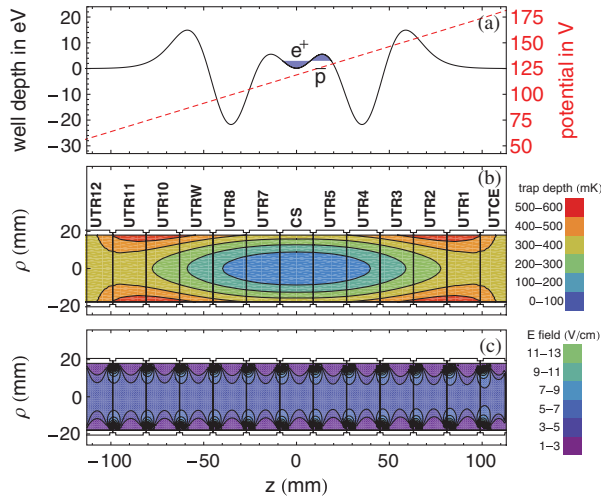 (a)
well depth in eV
20
10
0
−10
−20
−30
e+
p
175
150
125
100
75
50
potential in V
(b)
UTR12
UTR11
UTR10
UTRW
UTR8
UTR7
CS
UTR5
UTR4
UTR3
UTR2
UTR1
UTCE
ρ (mm)
20
0
−20
trap depth (mK)
500−600
400−500
300−400
300−400
200−300
100−200
0−100
(c)
ρ (mm)
20
0
−20
E field (V/cm)
11−13
9−11
7−9
5−7
3−5
1−3
−100
−50
0
50
100
z (mm)